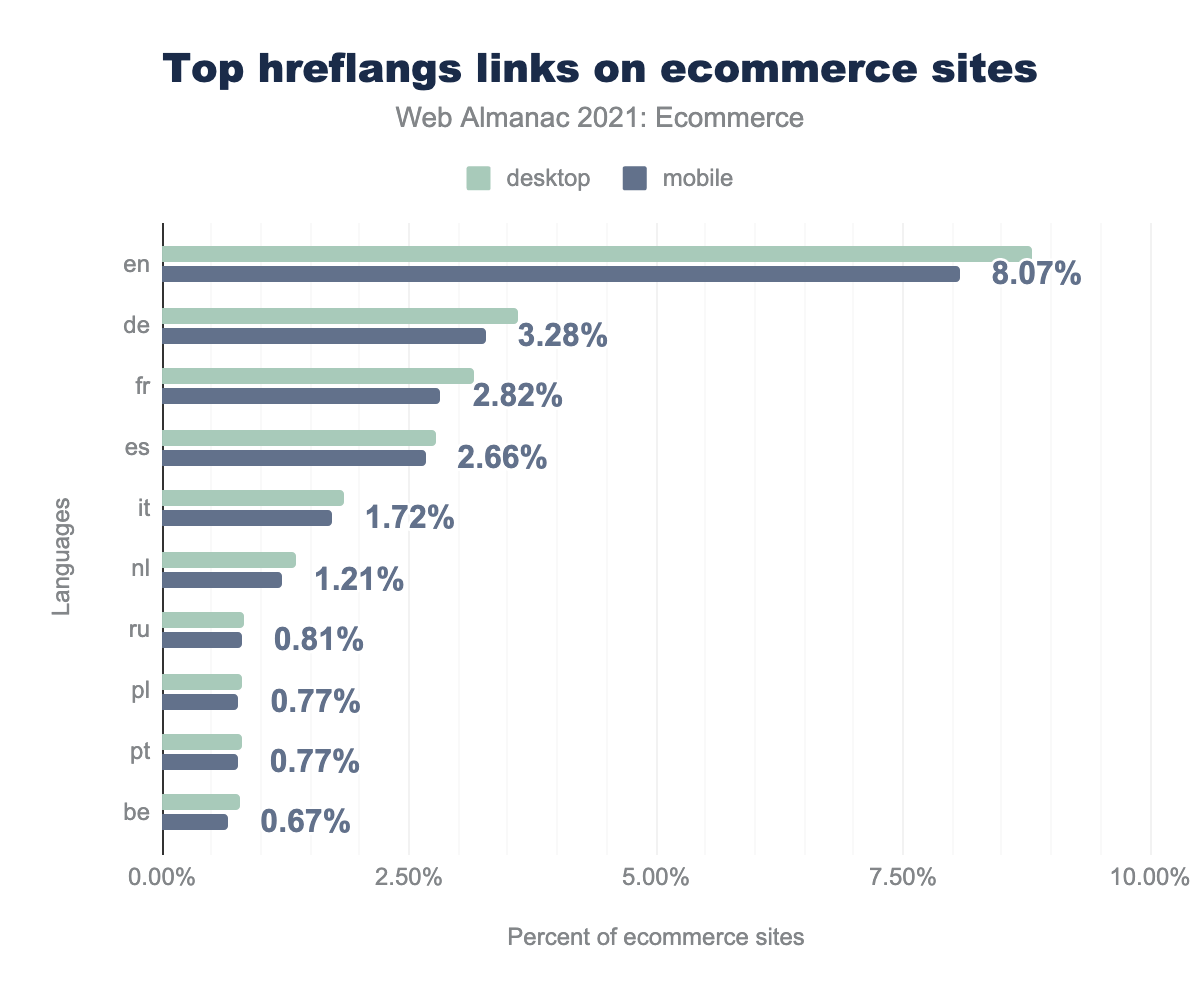 Top hreflangs links on ecommerce sites
Web Almanac 2021: Ecommerce
desktop
mobile
Languages
en
8.07%
de
3.28%
fr
2.82%
es
2.66%
it
1.72%
nl
1.21%
ru
0.81%
pl
0.77%
pt
0.77%
be
0.67%
0.00%
2.50%
5.00%
7.50%
10.00%
Percent of ecommerce sites